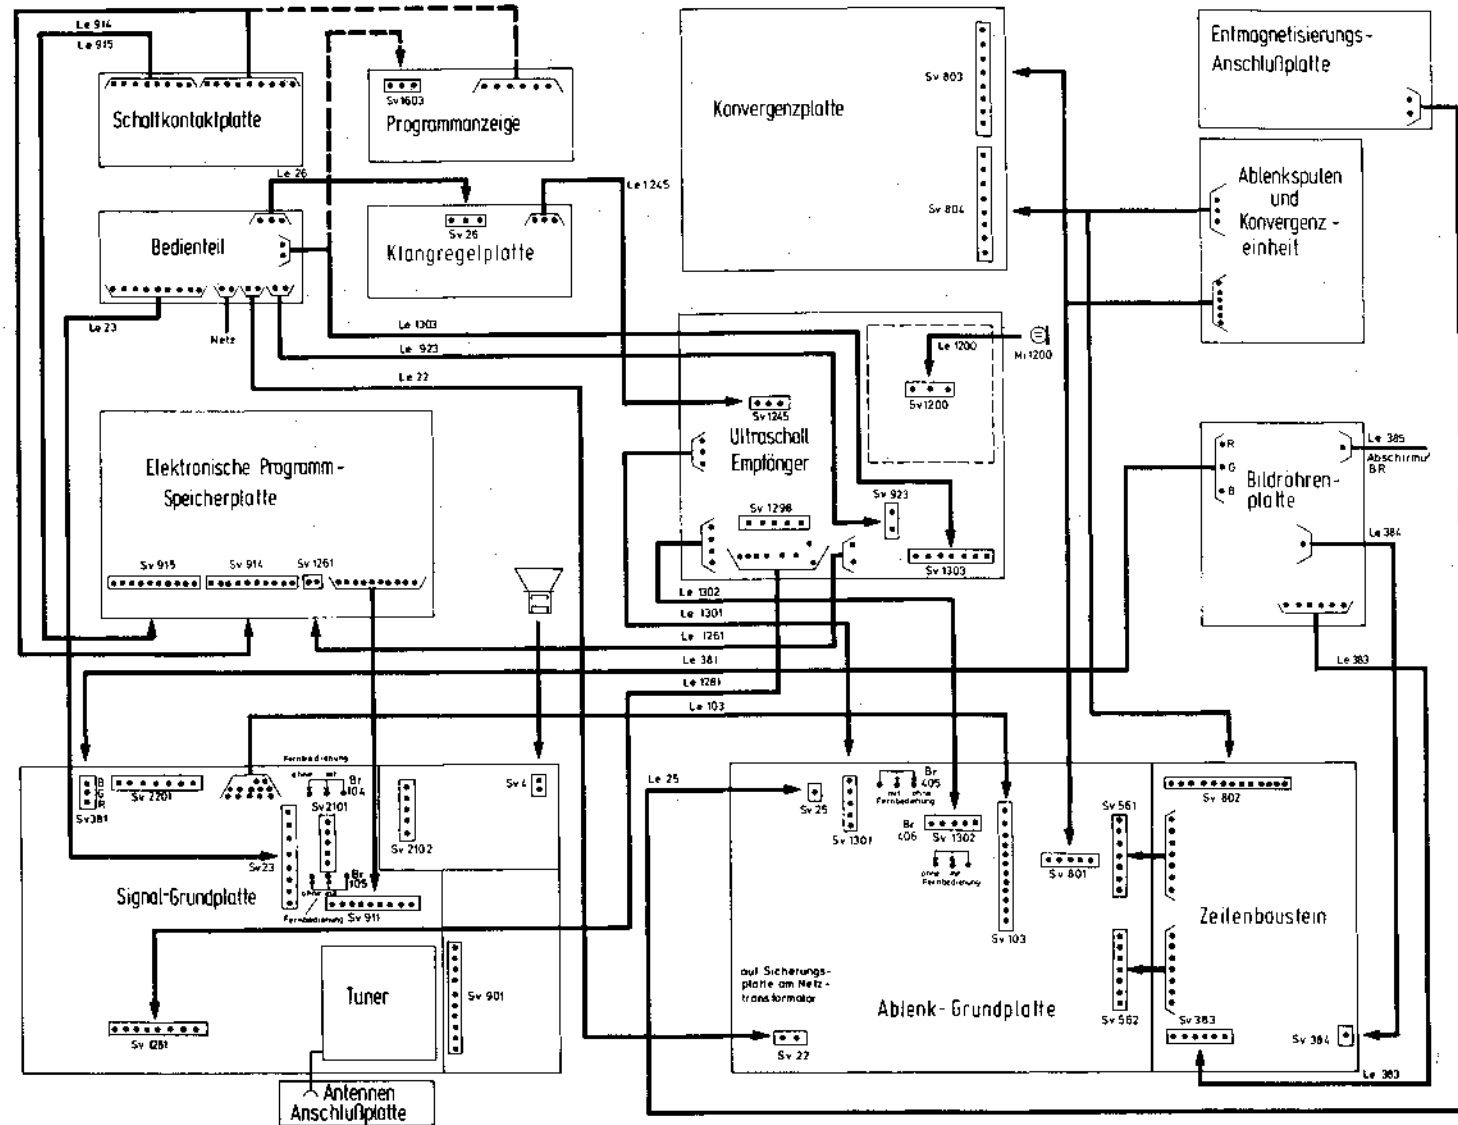 Le 914
Le 915
Schaltkontaktplatte
Sv 1603
Programmanzeige
Konvergenzplatte
Sv 803
Sv 804
Entmagnetisierungs-
Anschlußplatte
Ablenkspulen
und
Konvergenz-
einheit
Le 26
Le 1245
Bedienteil
Sv 26
Klangregelplatte
Le 23
Netz
Le 1303
Le 923
Le 22
Le 1200
Mi 1200
Sv 1200
Sv 1245
Ultraschall
Empfänger
Sv 923
Sv 1298
Sv 1303
Elektronische Programm-
Speicherplatte
Sv 915
Sv 914
Sv 1261
R
G
B
Le 385
Abschirmu
BR
Bildröhren-
platte
Le 384
Le 1302
Le 1301
Le 1261
Le 381
Le 1281
Le 103
Le 383
Fernbedienung
ohne mit
Br
104
B
G
R
Sv 381
Sv 2201
Sv 2101
Sv 2102
Sv 4
Sv 23
Br
105
ohne mit
Fernbedienung
Sv 911
Signal-Grundplatte
Tuner
Sv 901
Sv 1281
Antennen
Anschlußplatte
Le 25
Sv 25
Sv 1301
Br
405
mit ohne
Fernbedienung
Br
406
Sv 1302
ohne mit
Fernbedienung
Sv 103
Sv 801
Sv 561
Sv 562
Sv 802
Zeilenbaustein
auf Sicherungs-
platte am Netz-
transformator
Ablenk-Grundplatte
Sv 22
Sv 383
Sv 384
Le 383